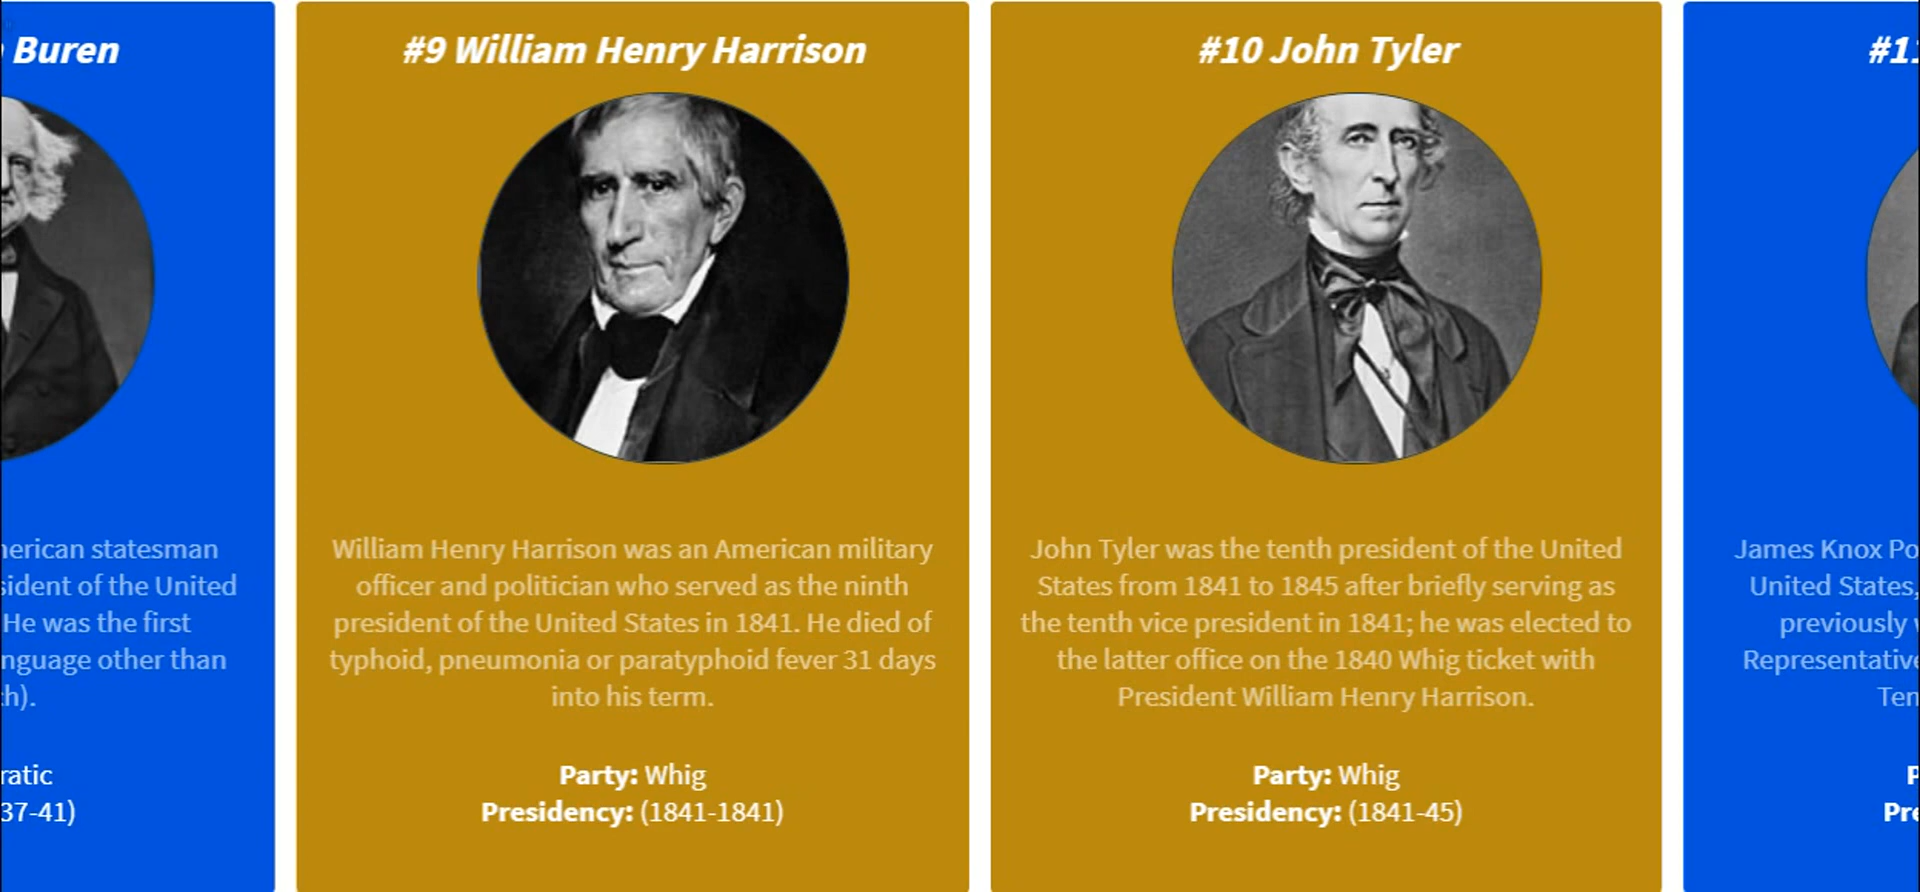 Buren
erican statesman
sident of the United
He was the first
nguage other than
h).
ratic
37-41)
#9 William Henry Harrison
William Henry Harrison was an American military
officer and politician who served as the ninth
president of the United States in 1841. He died of
typhoid, pneumonia or paratyphoid fever 31 days
into his term.
Party: Whig
Presidency: (1841-1841)
#10 John Tyler
John Tyler was the tenth president of the United
States from 1841 to 1845 after briefly serving as
the tenth vice president in 1841; he was elected to
the latter office on the 1840 Whig ticket with
President William Henry Harrison.
Party: Whig
Presidency: (1841-45)
#11
James Knox Po
United States,
previously
Representative
Ten
P
Pre